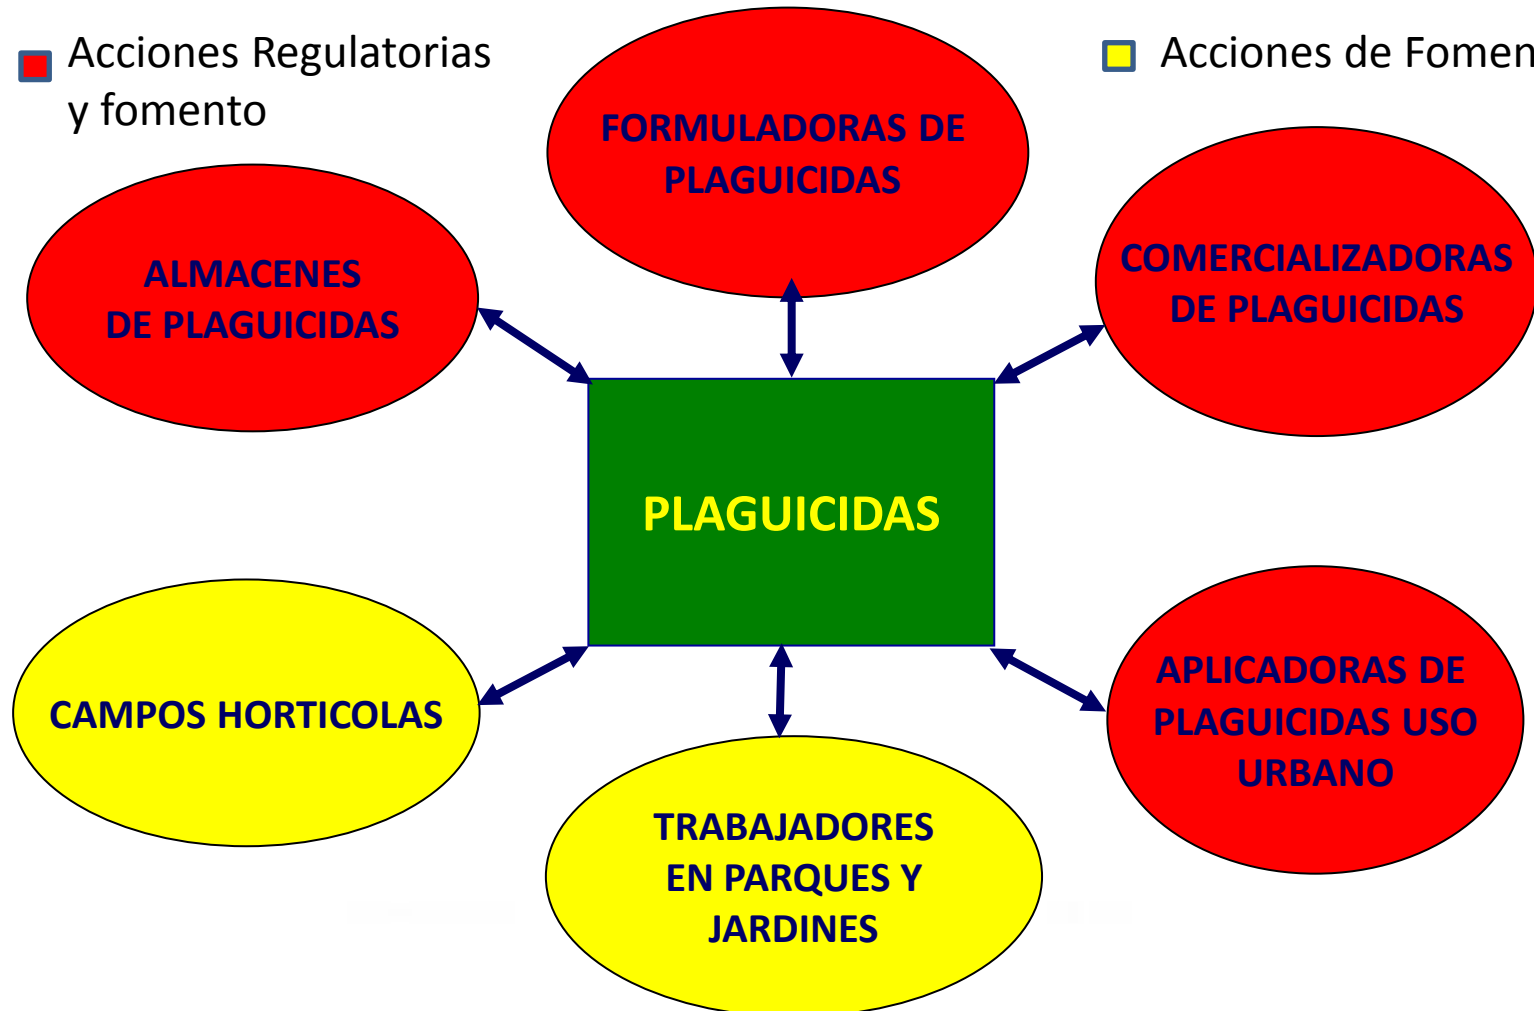 Acciones Regulatorias
y fomento
Acciones de Fomen
FORMULADORAS DE
PLAGUICIDAS
ALMACENES
DE PLAGUICIDAS
COMERCIALIZADORAS
DE PLAGUICIDAS
PLAGUICIDAS
CAMPOS HORTICOLAS
APLICADORAS DE
PLAGUICIDAS USO
URBANO
TRABAJADORES
EN PARQUES Y
JARDINES